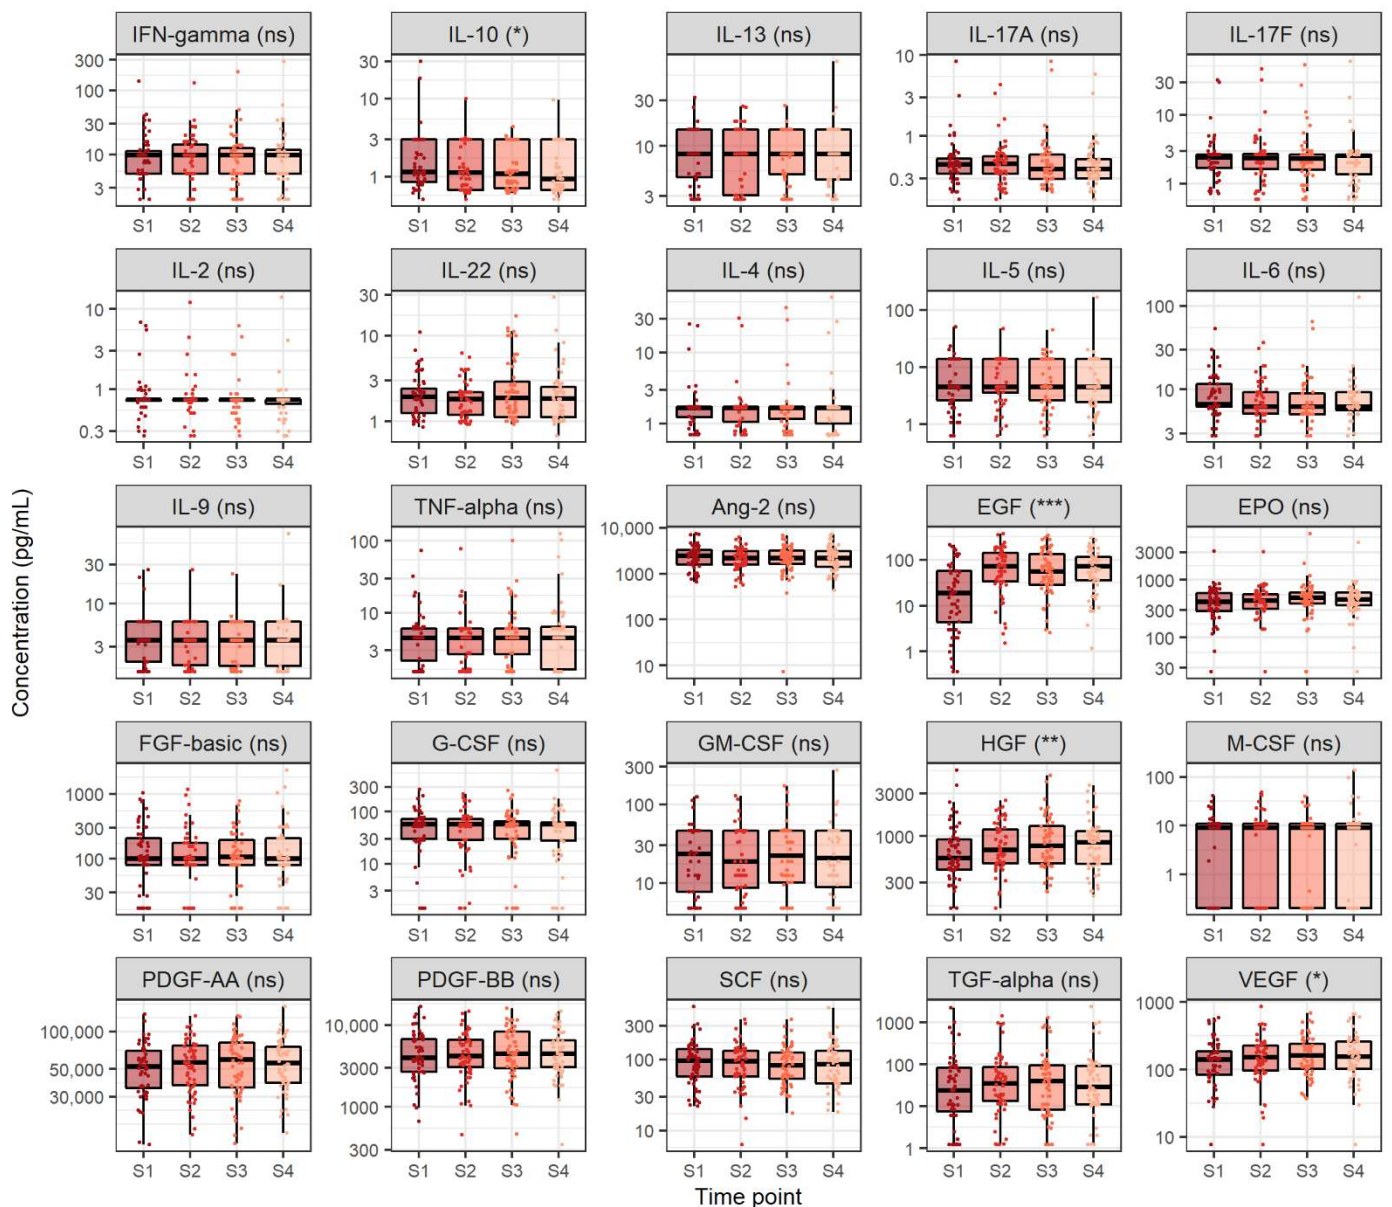 IFN-gamma (ns)
IL-10 (*)
IL-13 (ns)
IL-17A (ns)
IL-17F (ns)
300
100
30
10
3
30
10
3
1
30
10
3
10
3
1
0.3
30
10
3
1
S1 S2 S3 S4
S1 S2 S3 S4
S1 S2 S3 S4
S1 S2 S3 S4
S1 S2 S3 S4
IL-2 (ns)
IL-22 (ns)
IL-4 (ns)
IL-5 (ns)
IL-6 (ns)
10
3
1
0.3
30
10
3
1
30
10
3
1
100
10
1
100
30
10
3
S1 S2 S3 S4
S1 S2 S3 S4
S1 S2 S3 S4
S1 S2 S3 S4
S1 S2 S3 S4
Concentration (pg/mL)
IL-9 (ns)
TNF-alpha (ns)
Ang-2 (ns)
EGF (***)
EPO (ns)
30
10
3
100
30
10
3
10,000
1000
100
10
100
10
1
3000
1000
300
100
30
S1 S2 S3 S4
S1 S2 S3 S4
S1 S2 S3 S4
S1 S2 S3 S4
S1 S2 S3 S4
FGF-basic (ns)
G-CSF (ns)
GM-CSF (ns)
HGF (**)
M-CSF (ns)
1000
300
100
30
300
100
30
10
3
300
100
30
10
3000
1000
300
100
10
1
S1 S2 S3 S4
S1 S2 S3 S4
S1 S2 S3 S4
S1 S2 S3 S4
S1 S2 S3 S4
PDGF-AA (ns)
PDGF-BB (ns)
SCF (ns)
TGF-alpha (ns)
VEGF (*)
100,000
50,000
30,000
10,000
3000
1000
300
300
100
30
10
1000
100
10
1
1000
100
10
S1 S2 S3 S4
S1 S2 S3 S4
S1 S2 S3 S4
S1 S2 S3 S4
S1 S2 S3 S4
Time point